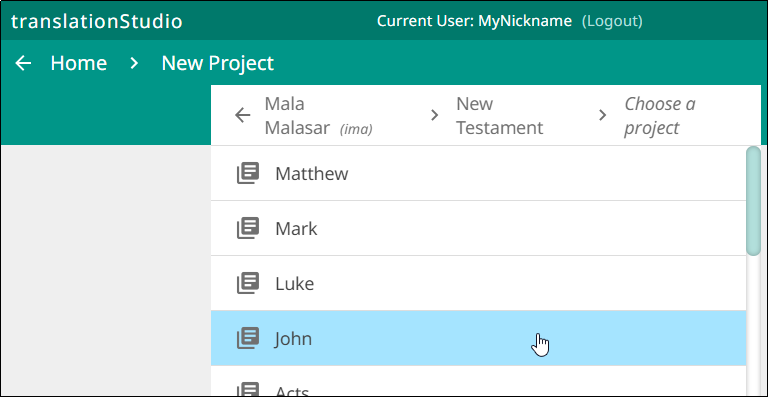 translationStudio
Current User: MyNickname (Logout)
Home
New Project
Mala
Malasar (ima)
New
Testament
Choose a
project
Matthew
Mark
Luke
John
Acts